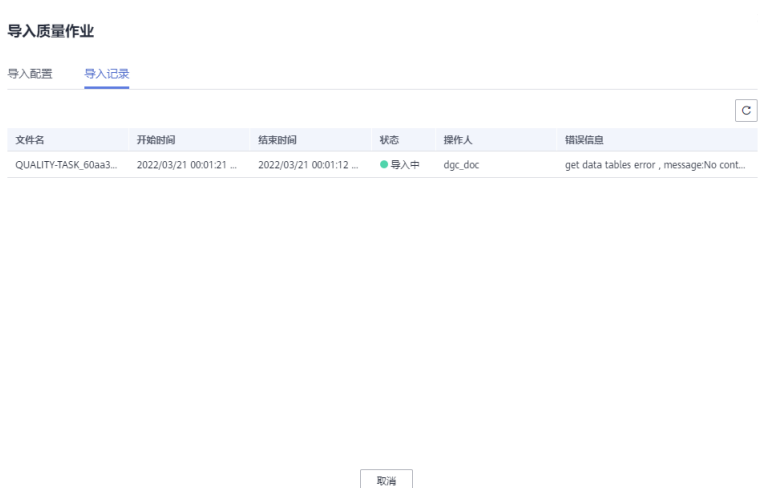 导入质量作业
导入配置 导入记录
文件名 开始时间 结束时间 状态 操作人 错误信息
QUALITY-TASK_60aa3... 2022/03/21 00:01:21 ... 2022/03/21 00:01:12 ... 导入中 dgc_doc get data tables error , message:No cont...
取消